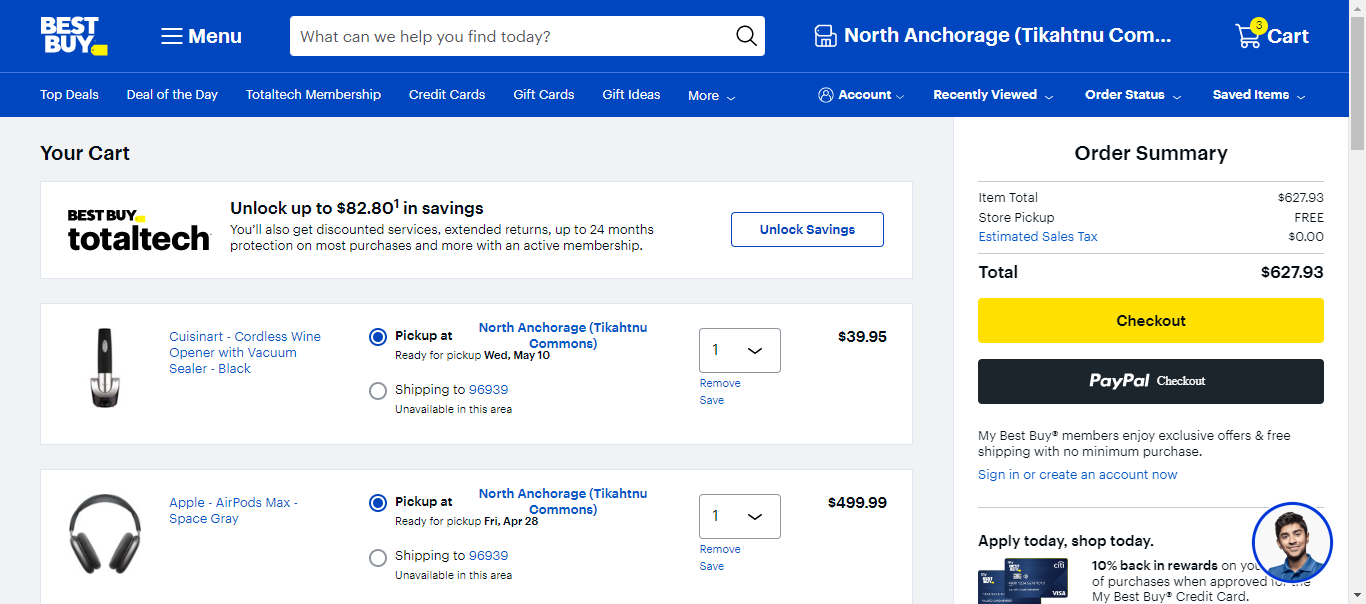 BEST BUY
Menu
What can we help you find today?
North Anchorage (Tikahtnu Com...
3
Cart
Top Deals
Deal of the Day
Totaltech Membership
Credit Cards
Gift Cards
Gift Ideas
More
Account
Recently Viewed
Order Status
Saved Items
Your Cart
BEST BUY
totaltech
Unlock up to $82.80¹ in savings
You'll also get discounted services, extended returns, up to 24 months
protection on most purchases and more with an active membership.
Unlock Savings
Cuisinart - Cordless Wine
Opener with Vacuum
Sealer - Black
Pickup at North Anchorage (Tikahtnu
Commons)
Ready for pickup Wed, May 10
Shipping to 96939
Unavailable in this area
1
Remove
Save
$39.95
Apple - AirPods Max -
Space Gray
Pickup at North Anchorage (Tikahtnu
Commons)
Ready for pickup Fri, Apr 28
Shipping to 96939
Unavailable in this area
1
Remove
Save
$499.99
Order Summary
Item Total $627.93
Store Pickup FREE
Estimated Sales Tax $0.00
Total $627.93
Checkout
PayPal Checkout
My Best Buy® members enjoy exclusive offers & free
shipping with no minimum purchase.
Sign in or create an account now
Apply today, shop today.
citi
VISA
10% back in rewards on
of purchases when approved
My Best Buy® Credit Card.